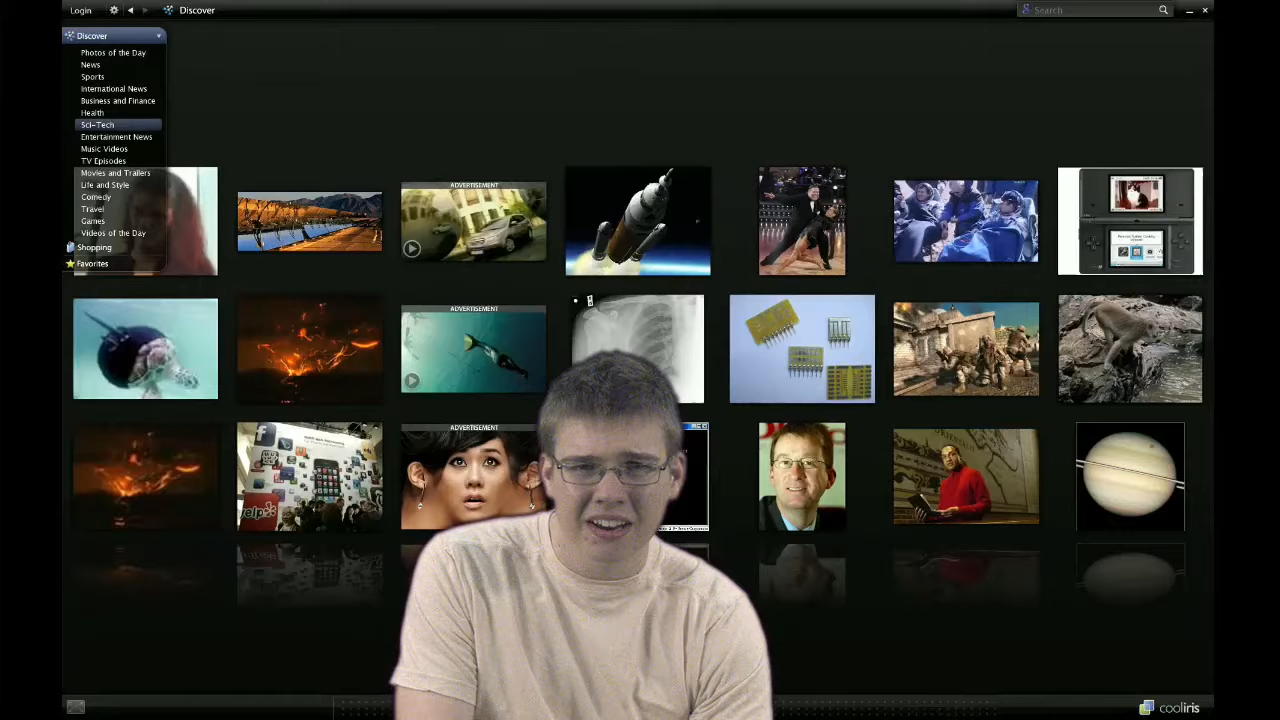 Login
Discover
Search
Discover
Photos of the Day
News
Sports
International News
Business and Finance
Health
Sci-Tech
Entertainment News
Music Videos
TV Episodes
Movies and Trailers
Life and Style
Comedy
Travel
Games
Videos of the Day
Shopping
Favorites
ADVERTISEMENT
ADVERTISEMENT
ADVERTISEMENT
yelp
cooliris